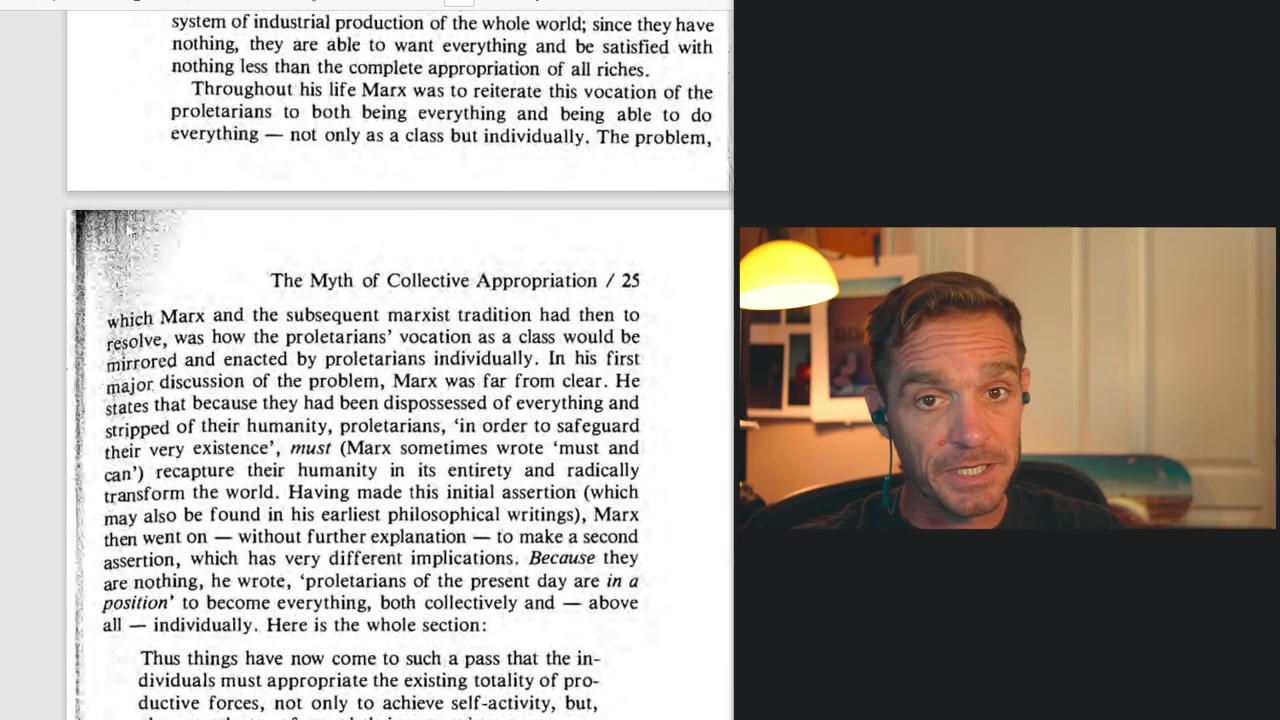 system of industrial production of the whole world; since they have
nothing, they are able to want everything and be satisfied with
nothing less than the complete appropriation of all riches.
Throughout his life Marx was to reiterate this vocation of the
proletarians to both being everything and being able to do
everything — not only as a class but individually. The problem,
The Myth of Collective Appropriation / 25
which Marx and the subsequent marxist tradition had then to
resolve, was how the proletarians’ vocation as a class would be
mirrored and enacted by proletarians individually. In his first
major discussion of the problem, Marx was far from clear. He
states that because they had been dispossessed of everything and
stripped of their humanity, proletarians, ‘in order to safeguard
their very existence’, must (Marx sometimes wrote ‘must and
can’) recapture their humanity in its entirety and radically
transform the world. Having made this initial assertion (which
may also be found in his earliest philosophical writings), Marx
then went on — without further explanation — to make a second
assertion, which has very different implications. Because they
are nothing, he wrote, ‘proletarians of the present day are in a
position’ to become everything, both collectively and — above
all — individually. Here is the whole section:
Thus things have now come to such a pass that the in-
dividuals must appropriate the existing totality of pro-
ductive forces, not only to achieve self-activity, but,